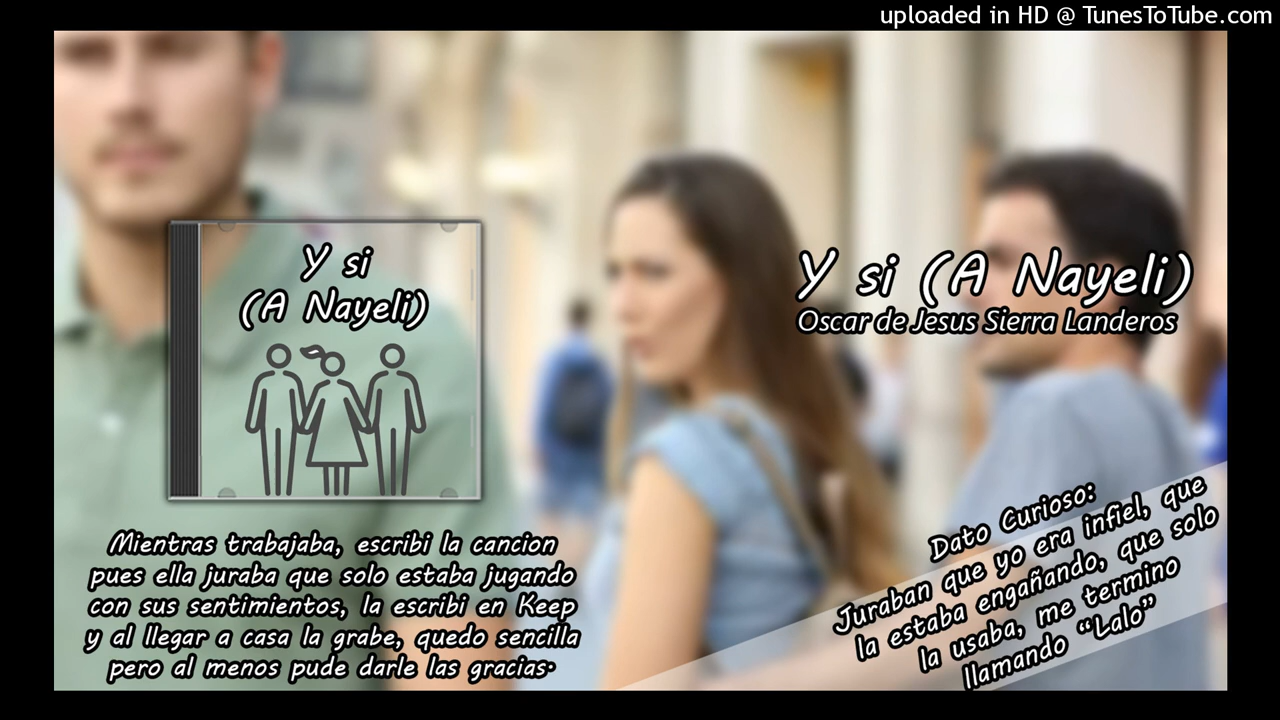 uploaded in HD @ TunesToTube.com
Y si
(A Nayeli)
Y si (A Nayeli)
Oscar de Jesus Sierra Landeros
Mientras trabajaba, escribi la cancion
pues ella juraba que solo estaba jugando
con sus sentimientos, la escribi en Keep
y al llegar a casa la grabe, quedo sencilla
pero al menos pude darle las gracias.
Dato Curioso:
Juraban que yo era infiel, que
la estaba engañando, que solo
la usaba, me termino
llamando “Lalo”